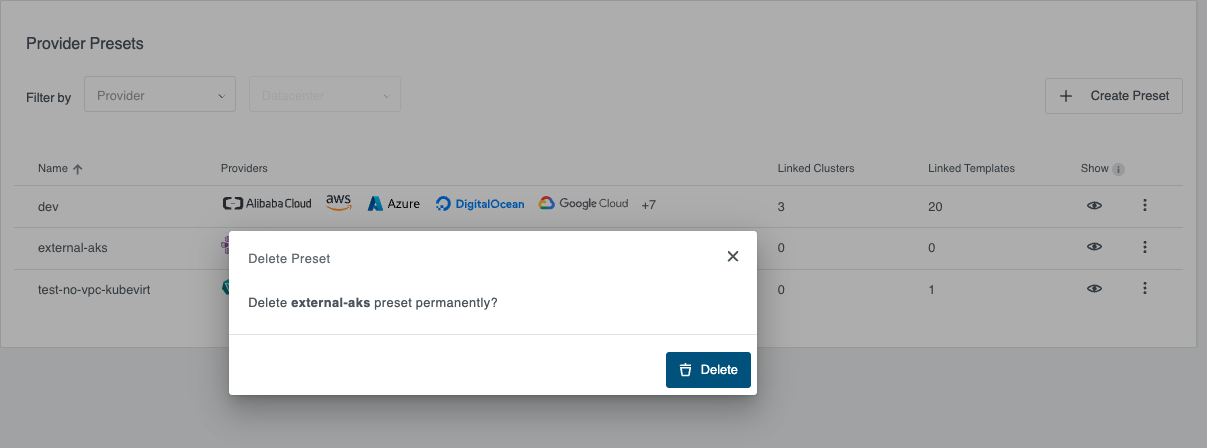 Provider Presets
Filter by Provider Datacenter + Create Preset
Name Providers Linked Clusters Linked Templates Show i
dev Alibaba Cloud aws Azure DigitalOcean Google Cloud +7 3 20
external-aks 0 0
test-no-vpc-kubevirt 0 1
Delete Preset
Delete external-aks preset permanently?
Delete